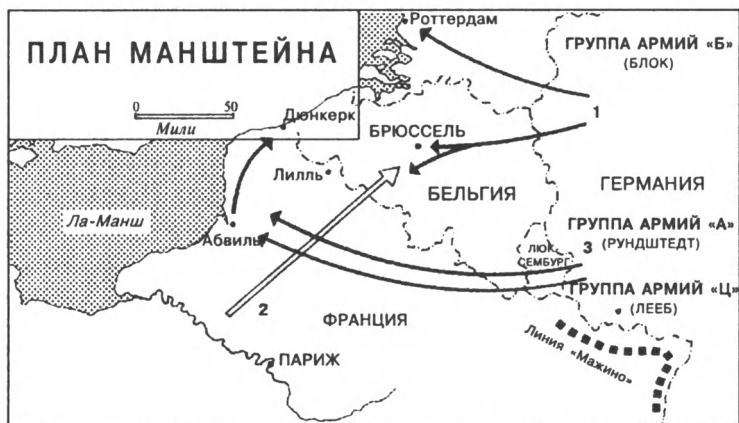 ПЛАН МАНШТЕЙНА
0 50
Мили
Роттердам
ГРУППА АРМИЙ «Б»
(БЛОК)
1
Дюнкерк
БРЮССЕЛЬ
Лилль
БЕЛЬГИЯ
ГЕРМАНИЯ
Ла-Манш
Абвиль
ЛЮК
СЕМБУРГ
ГРУППА АРМИЙ «А»
3
(РУНДШТЕДТ)
ГРУППА АРМИЙ «Ц»
(ЛЕЕБ)
2
ФРАНЦИЯ
Линия «Мажино»
ПАРИЖ